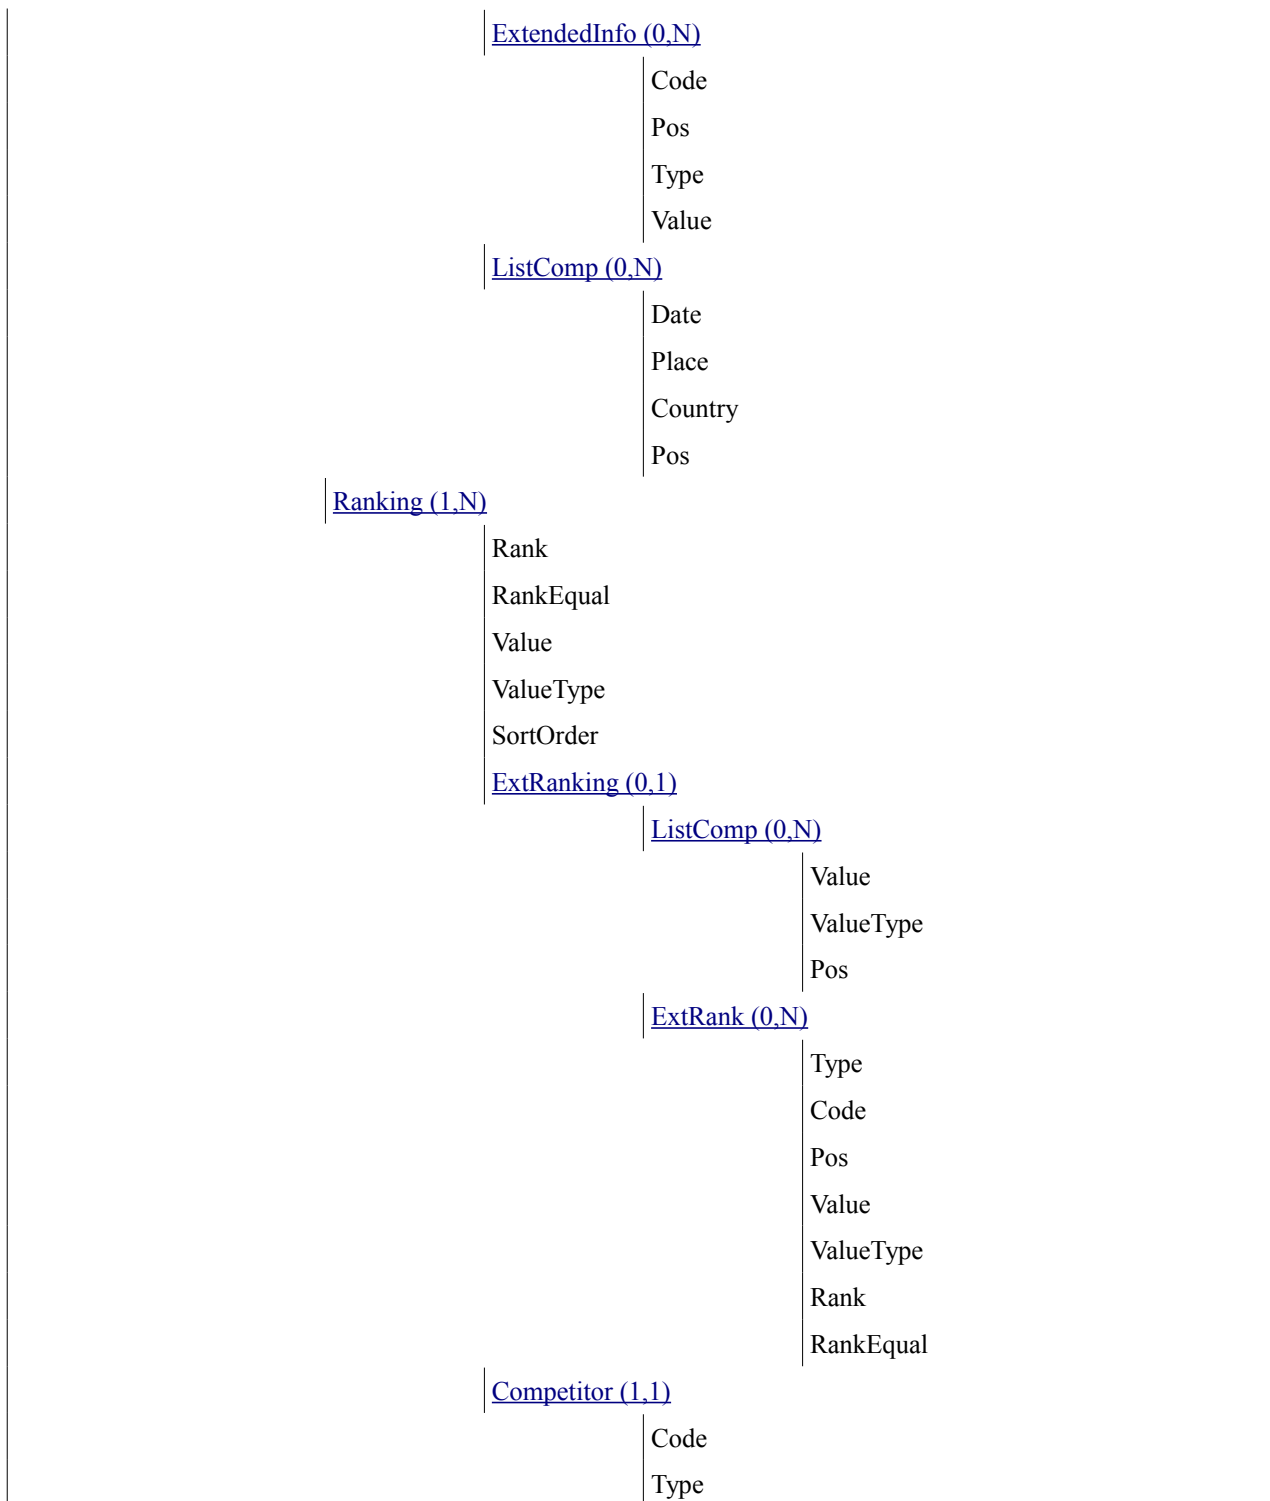 ExtendedInfo (0,N)
Code
Pos
Type
Value
ListComp (0,N)
Date
Place
Country
Pos
Ranking (1,N)
Rank
RankEqual
Value
ValueType
SortOrder
ExtRanking (0,1)
ListComp (0,N)
Value
ValueType
Pos
ExtRank (0,N)
Type
Code
Pos
Value
ValueType
Rank
RankEqual
Competitor (1,1)
Code
Type